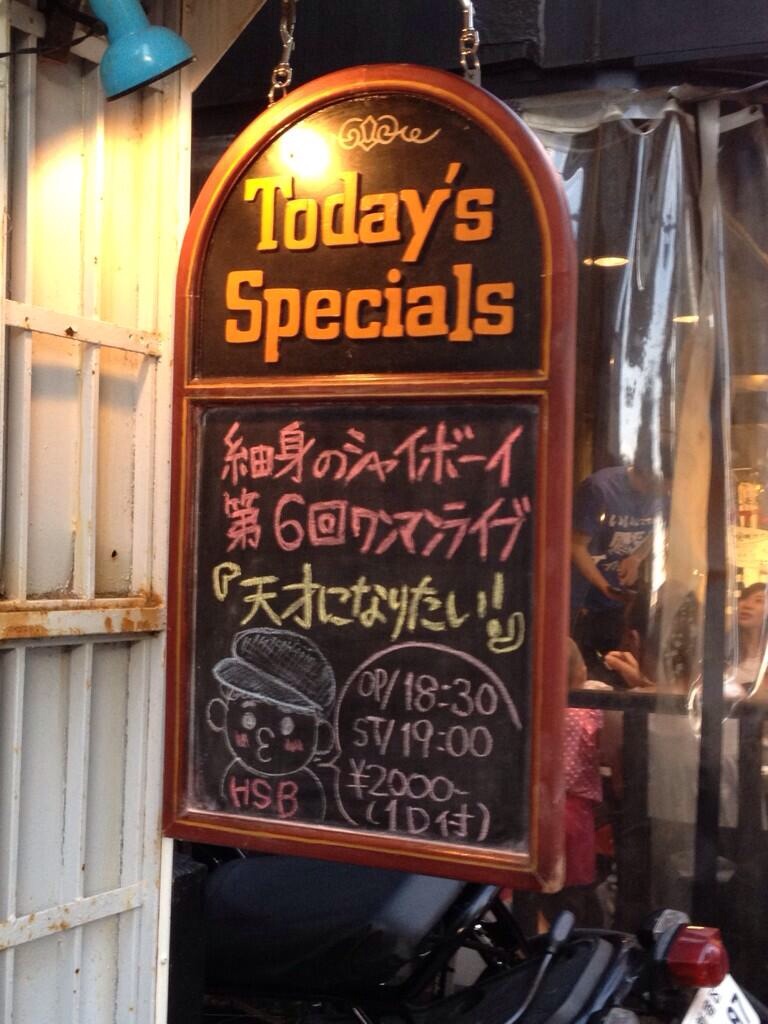 Today's
Specials
細身のシャイボーイ
第6回ワンマンライブ
『天才になりたい!!』
OP/18:30
ST/19:00
¥2000~
(1D付)
HSB